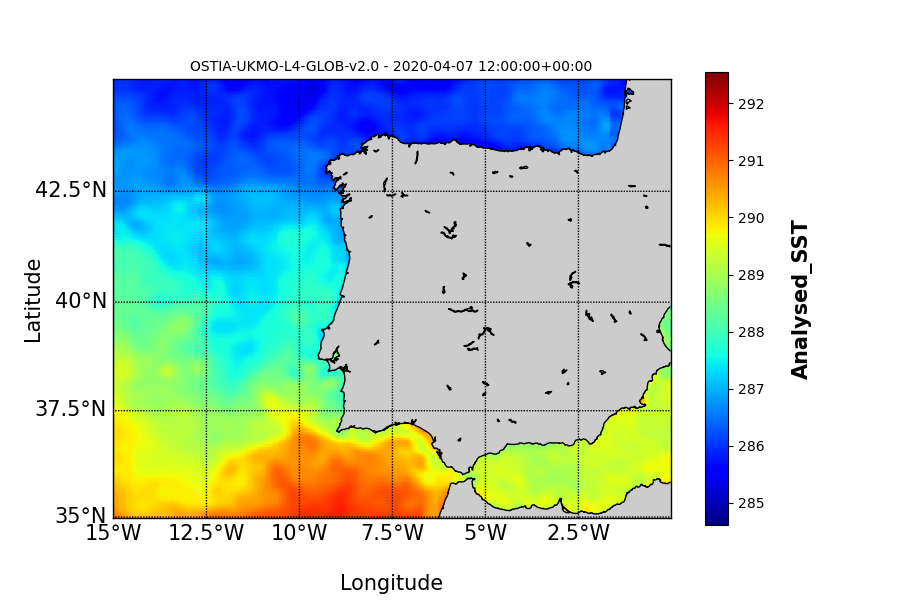 OSTIA-UKMO-L4-GLOB-v2.0 - 2020-04-07 12:00:00+00:00
42.5°N
40°N
37.5°N
35°N
Latitude
15°W 12.5°W 10°W 7.5°W 5°W 2.5°W
Longitude
292
291
290
289
288
287
286
285
Analysed_SST